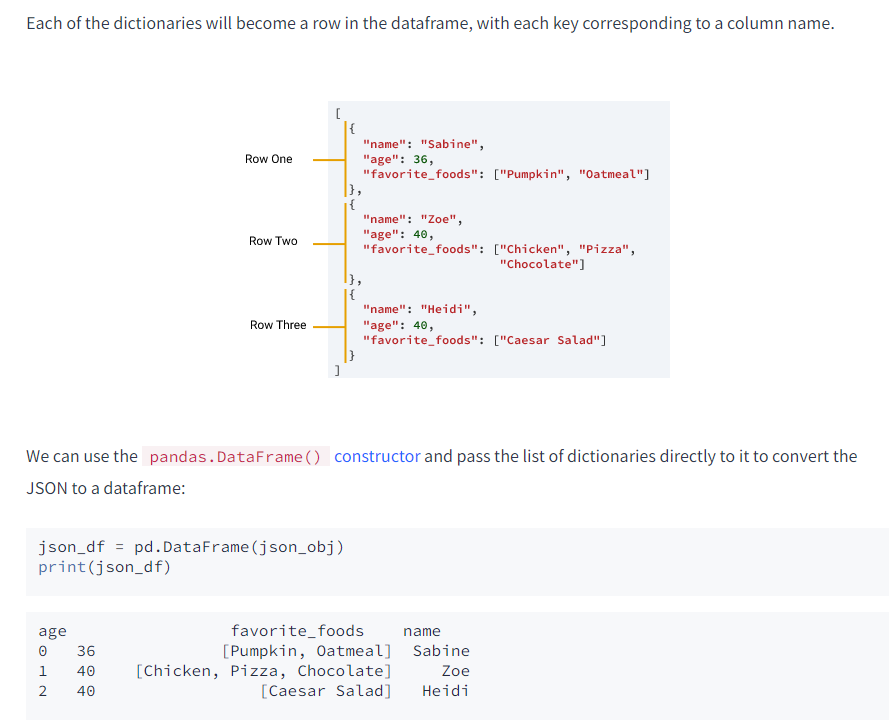 Each of the dictionaries will become a row in the dataframe, with each key corresponding to a column name.
[
{
"name": "Sabine",
Row One
"age": 36,
"favorite_foods": ["Pumpkin", "Oatmeal"]
},
{
"name": "Zoe",
Row Two
"age": 40,
"favorite_foods": ["Chicken", "Pizza",
"Chocolate"]
},
{
"name": "Heidi",
Row Three
"age": 40,
"favorite_foods": ["Caesar Salad"]
}
]
We can use the pandas.DataFrame() constructor and pass the list of dictionaries directly to it to convert the
JSON to a dataframe:
json_df = pd.DataFrame(json_obj)
print(json_df)
age favorite_foods name
0 36 [Pumpkin, Oatmeal] Sabine
1 40 [Chicken, Pizza, Chocolate] Zoe
2 40 [Caesar Salad] Heidi